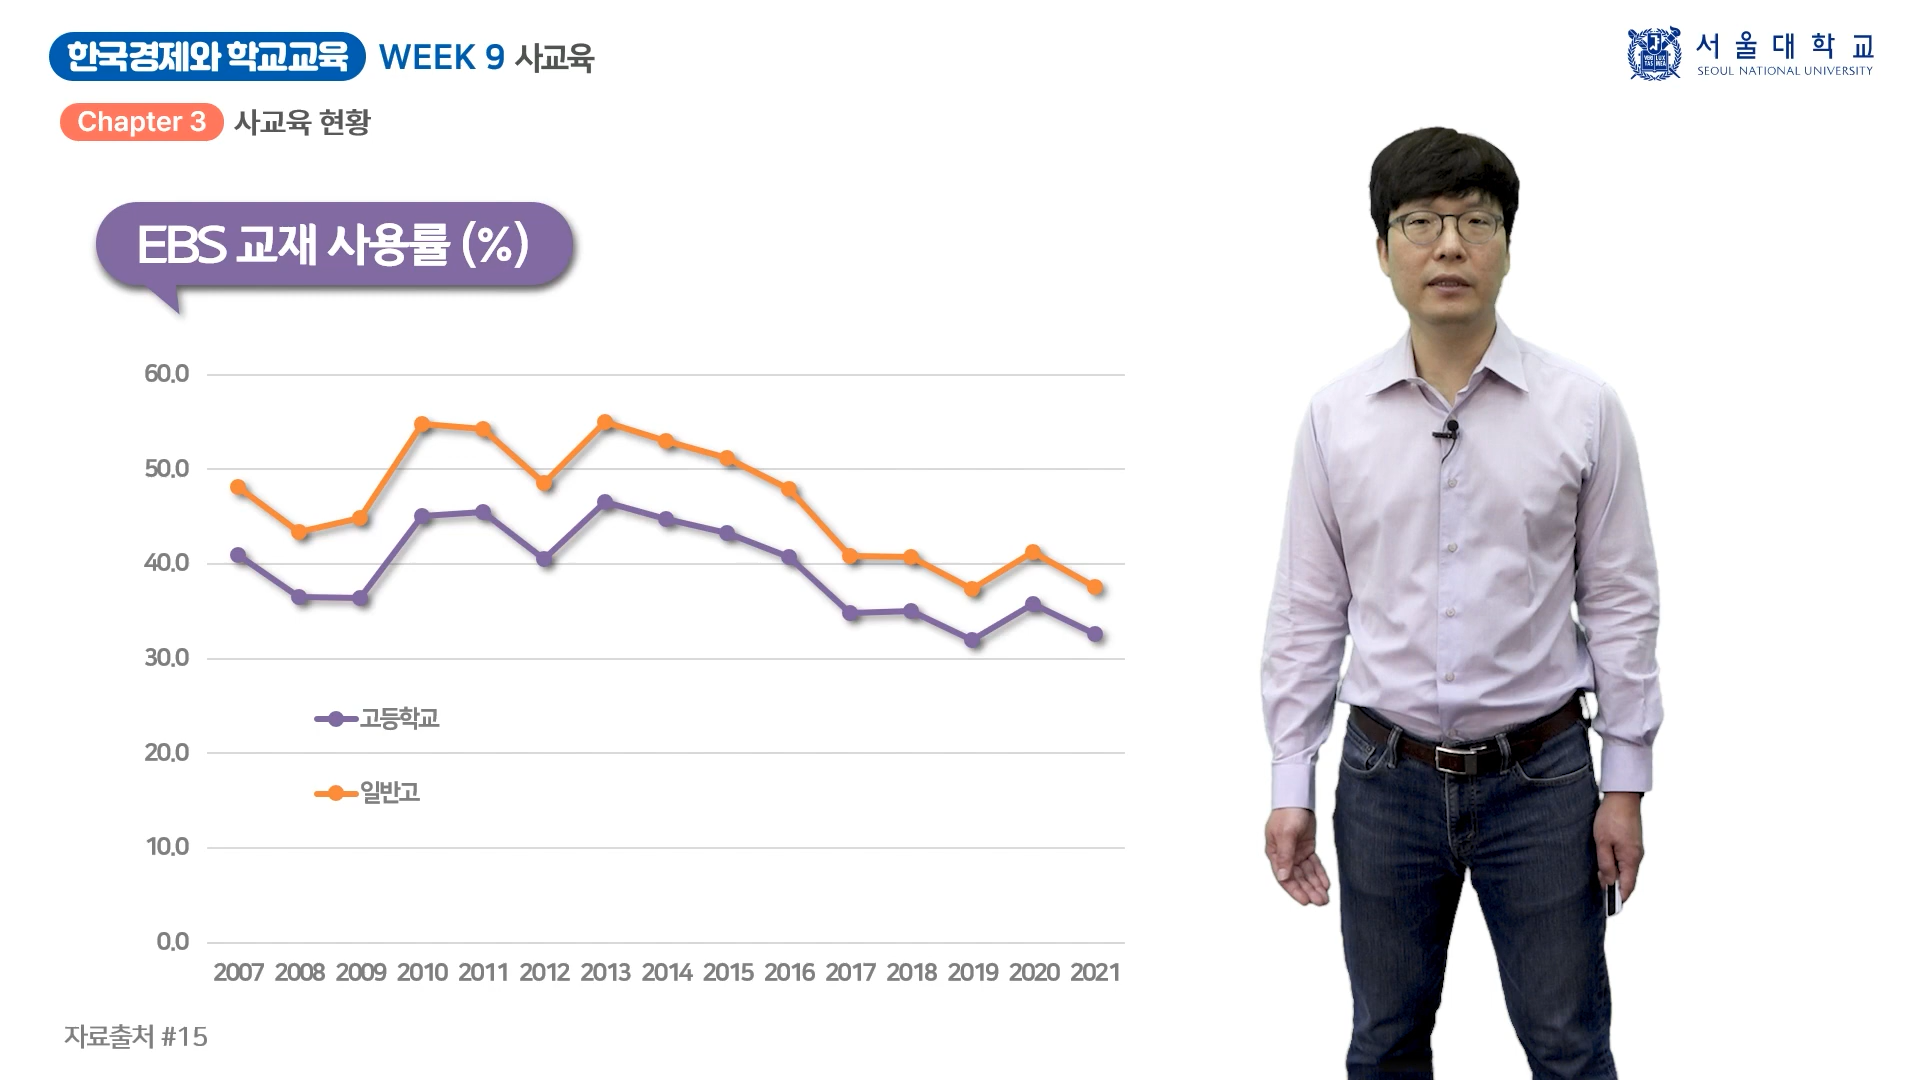 한국경제와 학교교육 WEEK 9 사교육
서울대학교
SEOUL NATIONAL UNIVERSITY
Chapter 3 사교육 현황
EBS 교재 사용률 (%)
60.0
50.0
40.0
30.0
고등학교
20.0
일반고
10.0
0.0
2007 2008 2009 2010 2011 2012 2013 2014 2015 2016 2017 2018 2019 2020 2021
자료출처 #15